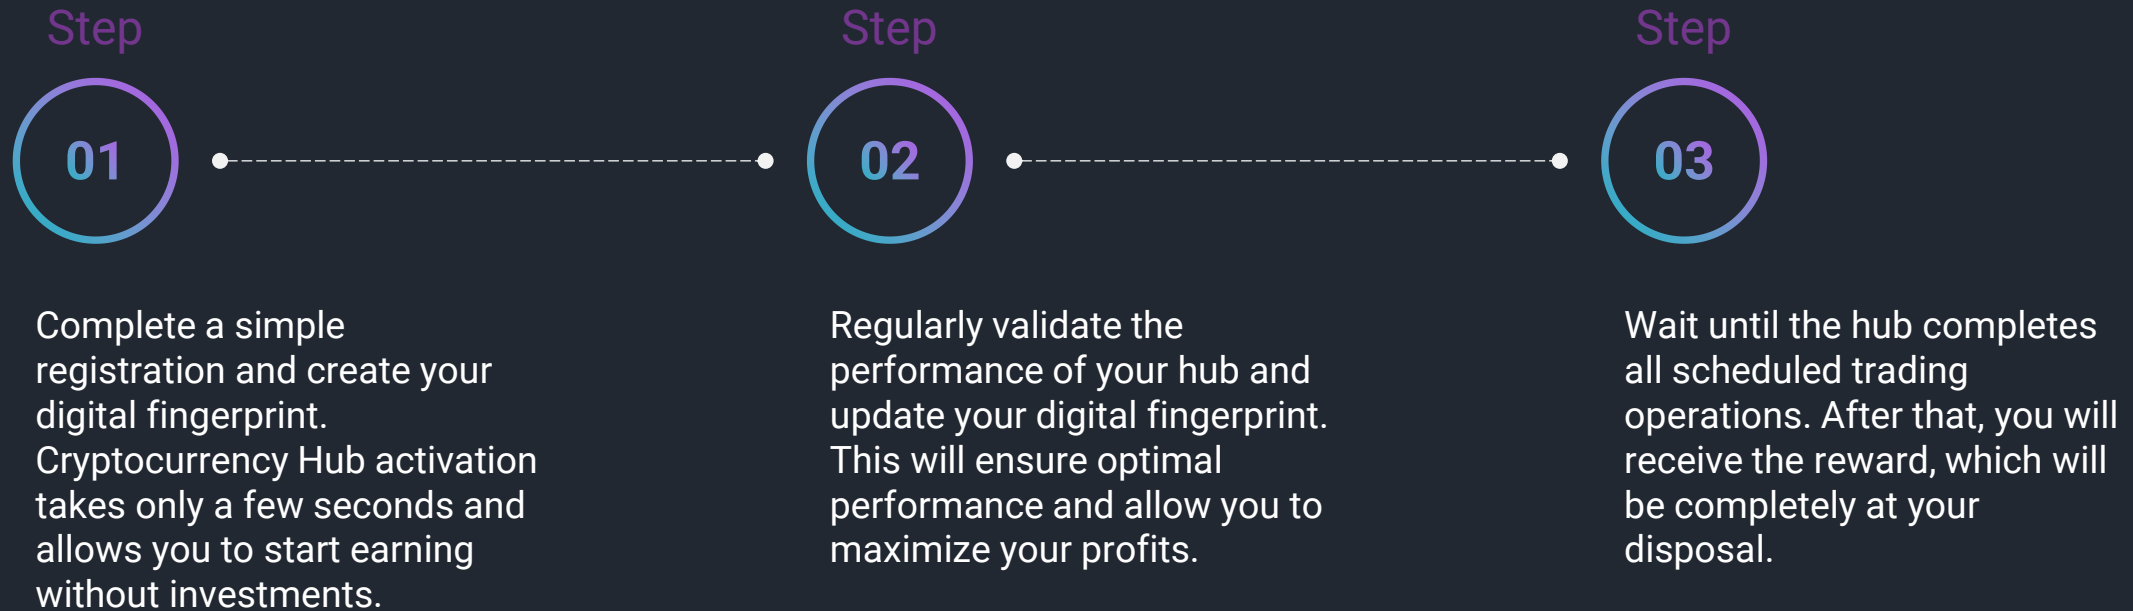 Step
01
Complete a simple
registration and create your
digital fingerprint.
Cryptocurrency Hub activation
takes only a few seconds and
allows you to start earning
without investments.
Step
02
Regularly validate the
performance of your hub and
update your digital fingerprint.
This will ensure optimal
performance and allow you to
maximize your profits.
Step
03
Wait until the hub completes
all scheduled trading
operations. After that, you will
receive the reward, which will
be completely at your
disposal.